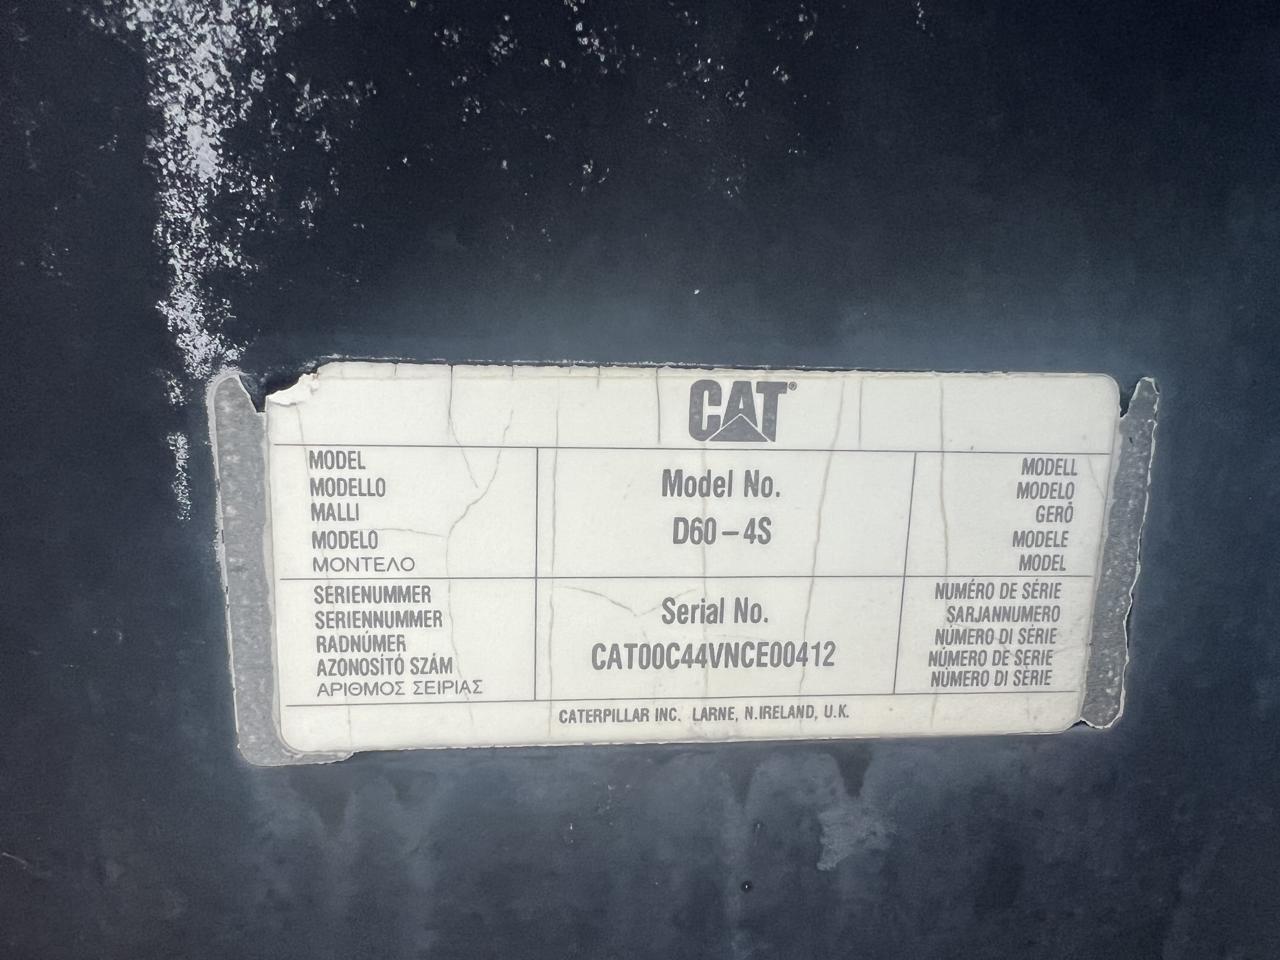 CAT®
MODEL
MODELLO
MALLI
MODELO
ΜΟΝΤΕΛΟ
Model No.
D60-4S
MODELL
MODELO
GERŐ
MODELE
MODEL
SERIENUMMER
SERIENNUMMER
RADNÚMER
AZONOSÍTÓ SZÁM
ΑΡΙΘΜΟΣ ΣΕΙΡΙΑΣ
Serial No.
CAT00C44VNCE00412
NUMÉRO DE SÉRIE
SARJANNUMERO
NÚMERO DI SÉRIE
NÚMERO DE SÉRIE
NÚMERO DI SÉRIE
CATERPILLAR INC. LARNE, N.IRELAND, U.K.